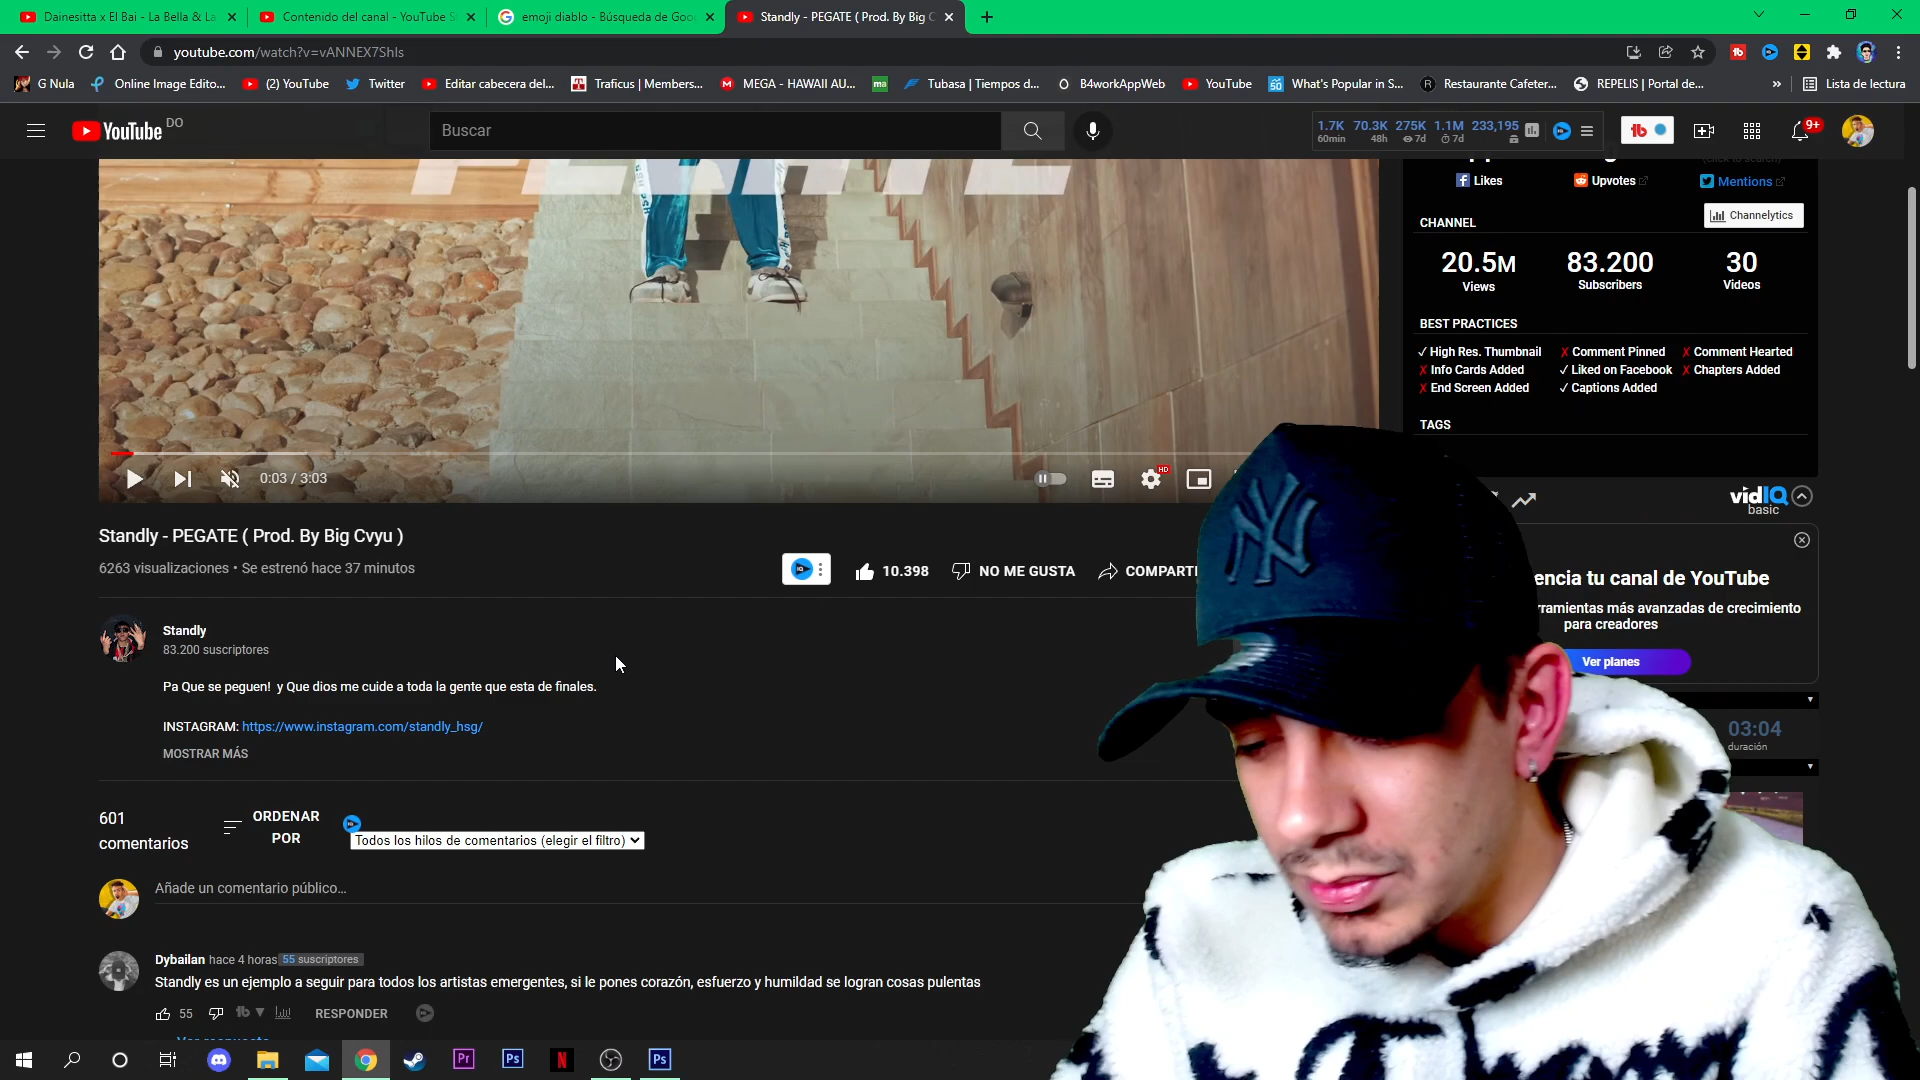 Dainesitta x El Bai - La Bella & La
Contenido del canal - YouTube S
emoji diablo - Búsqueda de Goo
Standly - PEGATE ( Prod. By Big C
youtube.com/watch?v=vANNEX7ShIs
G Nula
Online Image Edito...
(2) YouTube
Twitter
Editar cabecera del...
Traficus | Members...
MEGA - HAWAII AU...
ma
Tubasa | Tiempos d...
B4workAppWeb
YouTube
What's Popular in S...
Restaurante Cafeter...
REPELIS | Portal de...
»
Lista de lectura
YouTube DO
Buscar
1.7K 70.3K 275K 1.1M 233,195
60min 48h 7d 7d
9+
Likes
Upvotes
Mentions
CHANNEL
Channelytics
20.5M
Views
83.200
Subscribers
30
Videos
BEST PRACTICES
High Res. Thumbnail
Comment Pinned
Comment Hearted
Info Cards Added
Liked on Facebook
Chapters Added
End Screen Added
Captions Added
TAGS
0:03 / 3:03
HD
vidIQ
basic
Standly - PEGATE ( Prod. By Big Cvyu )
6263 visualizaciones • Se estrenó hace 37 minutos
10.398
NO ME GUSTA
COMPARTI
encia tu canal de YouTube
ramientas más avanzadas de crecimiento
para creadores
Ver planes
03:04
duración
Standly
83.200 suscriptores
Pa Que se peguen! y Que dios me cuide a toda la gente que esta de finales.
INSTAGRAM: https://www.instagram.com/standly_hsg/
MOSTRAR MÁS
601
comentarios
ORDENAR
POR
Todos los hilos de comentarios (elegir el filtro)
Añade un comentario público...
Dybailan hace 4 horas 55 suscriptores
Standly es un ejemplo a seguir para todos los artistas emergentes, si le pones corazón, esfuerzo y humildad se logran cosas pulentas
55
RESPONDER
NY
Pr
Ps
N
Ps